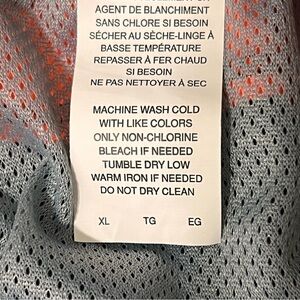 AGENT DE BLANCHIMENT
SANS CHLORE SI BESOIN
SÉCHER AU SÈCHE-LINGE À
BASSE TEMPÉRATURE
REPASSER À FER CHAUD
SI BESOIN
NE PAS NETTOYER À SEC
MACHINE WASH COLD
WITH LIKE COLORS
ONLY NON-CHLORINE
BLEACH IF NEEDED
TUMBLE DRY LOW
WARM IRON IF NEEDED
DO NOT DRY CLEAN
XL TG EG